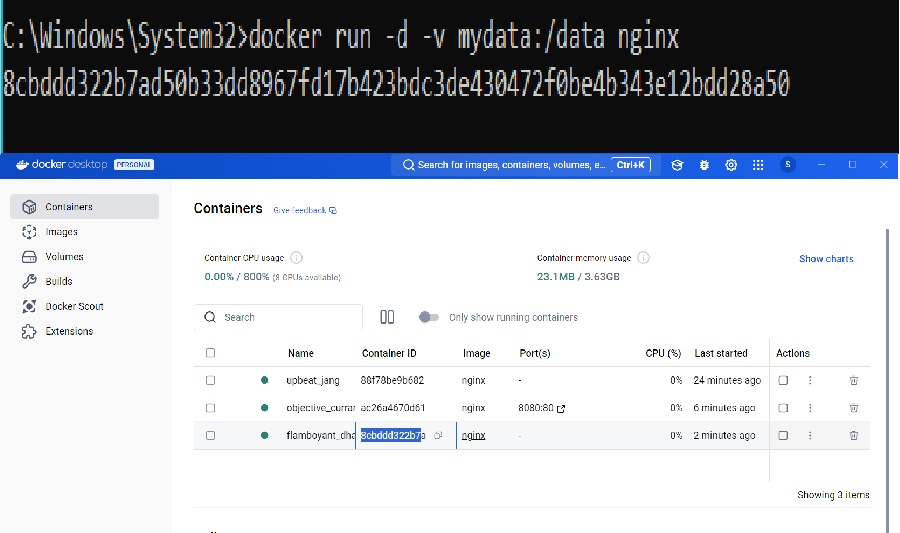 C:\Windows\System32>docker run -d -v mydata:/data nginx
8cbddd322b7ad50b33dd8967fd17b423bdc3de430472f0be4b343e12bdd28a50
docker desktop PERSONAL Search for images, containers, volumes, e... Ctrl+K S
Containers
Images
Volumes
Builds
Docker Scout
Extensions
Containers Give feedback
Container CPU usage
0.00% / 800% (8 CPUs available)
Container memory usage
23.1MB / 3.63GB
Show charts
Search Only show running containers
Name Container ID Image Port(s) CPU (%) Last started Actions
upbeat_jang 88f78be9b682 nginx - 0% 24 minutes ago
objective_curran ac26a4670d61 nginx 8080:80 0% 6 minutes ago
flamboyant_dha 8cbddd322b7a nginx - 0% 2 minutes ago
Showing 3 items